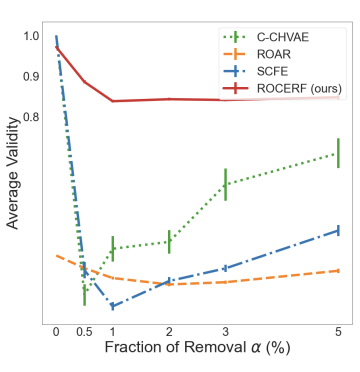 1.0
0.9
0.8
Average Validity
C-CHVAE
ROAR
SCFE
ROCERF (ours)
0 0.5 1 2 3 5
Fraction of Removal α (%)